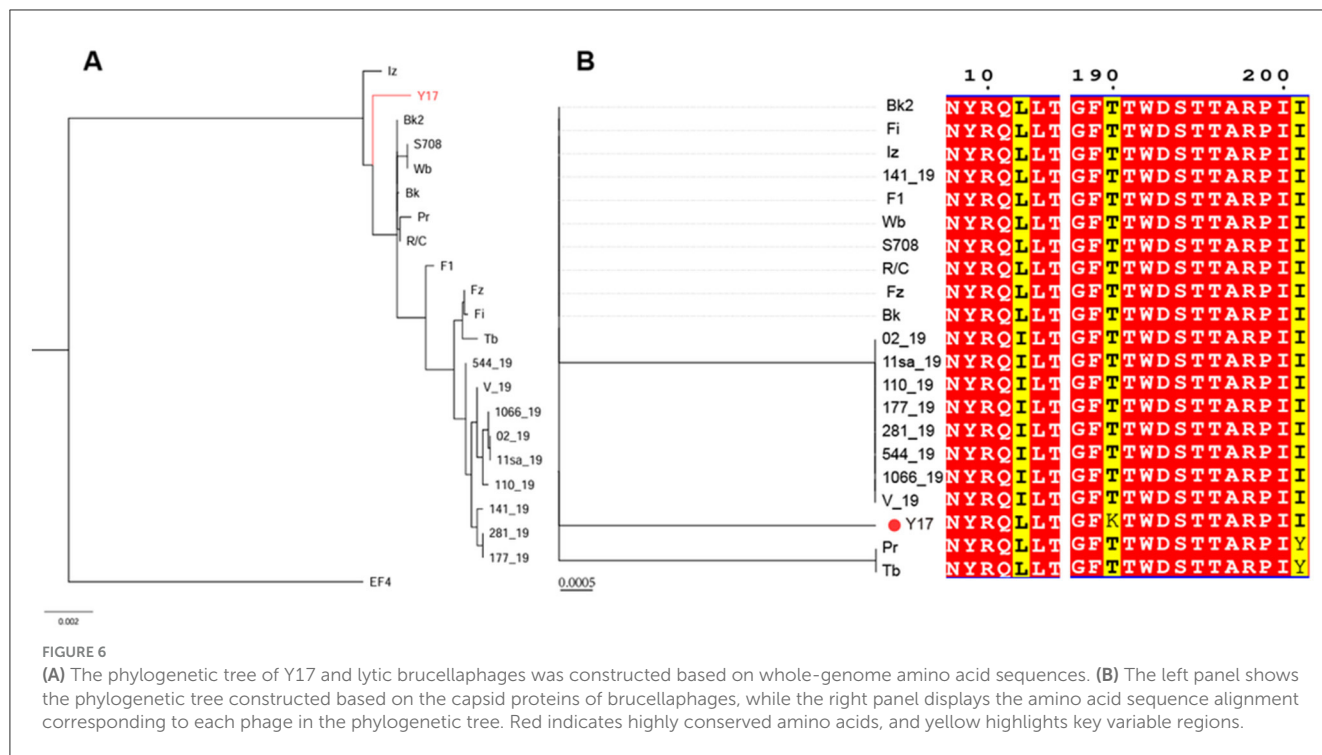 A
Iz
Y17
Bk2
S708
Wb
Bk
Pr
R/C
F1
Fz
Fi
Tb
544_19
V_19
1066_19
02_19
11sa_19
110_19
141_19
281_19
177_19
EF4
0.002
B
10 190 200
Bk2 NYRQLLT GFTTWDSTTARPII
Fi NYRQLLT GFTTWDSTTARPII
Iz NYRQLLT GFTTWDSTTARPII
141_19 NYRQLLT GFTTWDSTTARPII
F1 NYRQLLT GFTTWDSTTARPII
Wb NYRQLLT GFTTWDSTTARPII
S708 NYRQLLT GFTTWDSTTARPII
R/C NYRQLLT GFTTWDSTTARPII
Fz NYRQLLT GFTTWDSTTARPII
Bk NYRQLLT GFTTWDSTTARPII
02_19 NYRQILT GFTTWDSTTARPII
11sa_19 NYRQILT GFTTWDSTTARPII
110_19 NYRQILT GFTTWDSTTARPII
177_19 NYRQILT GFTTWDSTTARPII
281_19 NYRQILT GFTTWDSTTARPII
544_19 NYRQILT GFTTWDSTTARPII
1066_19 NYRQILT GFTTWDSTTARPII
V_19 NYRQILT GFTTWDSTTARPII
Y17 NYRQLLT GFKTWDSTTARPII
Pr NYRQLLT GFTTWDSTTARPIY
Tb NYRQLLT GFTTWDSTTARPIY
0.0005
FIGURE 6
(A) The phylogenetic tree of Y17 and lytic brucellaphages was constructed based on whole-genome amino acid sequences. (B) The left panel shows
the phylogenetic tree constructed based on the capsid proteins of brucellaphages, while the right panel displays the amino acid sequence alignment
corresponding to each phage in the phylogenetic tree. Red indicates highly conserved amino acids, and yellow highlights key variable regions.